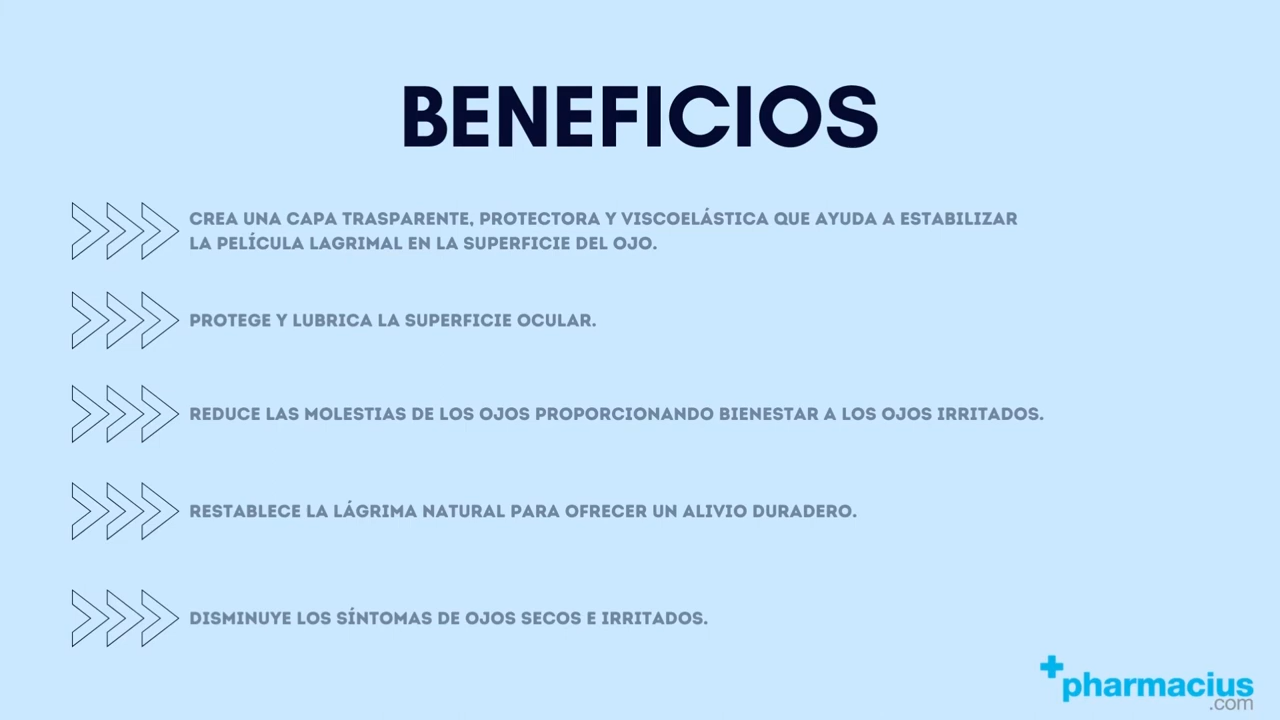 BENEFICIOS
CREA UNA CAPA TRASPARENTE, PROTECTORA Y VISCOELÁSTICA QUE AYUDA A ESTABILIZAR
LA PELÍCULA LAGRIMAL EN LA SUPERFICIE DEL OJO.
PROTEGE Y LUBRICA LA SUPERFICIE OCULAR.
REDUCE LAS MOLESTIAS DE LOS OJOS PROPORCIONANDO BIENESTAR A LOS OJOS IRRITADOS.
RESTABLECE LA LÁGRIMA NATURAL PARA OFRECER UN ALIVIO DURADERO.
DISMINUYE LOS SÍNTOMAS DE OJOS SECOS E IRRITADOS.
pharmacius
.com